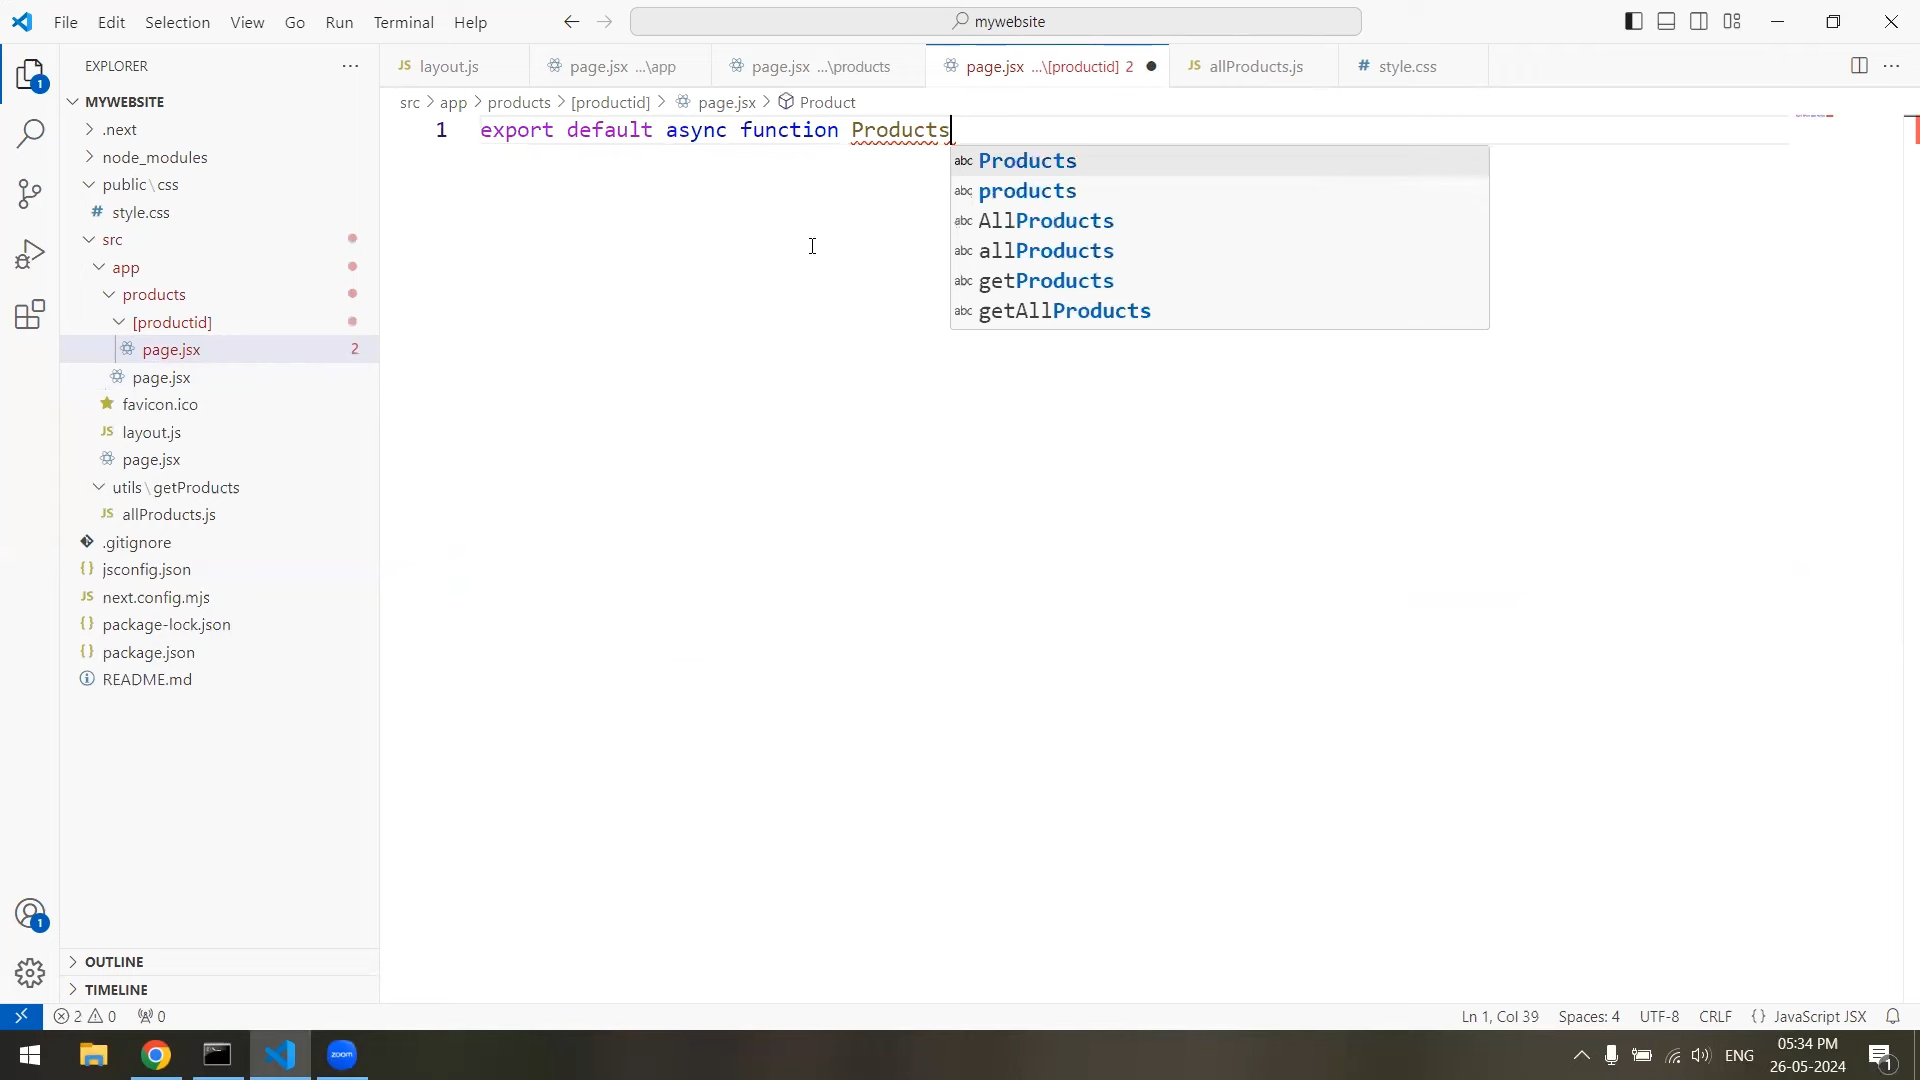 File Edit Selection View Go Run Terminal Help
mywebsite
EXPLORER
MYWEBSITE
.next
node_modules
public\css
# style.css
src
app
products
[productid]
page.jsx 2
page.jsx
favicon.ico
JS layout.js
page.jsx
utils\getProducts
JS allProducts.js
.gitignore
{} jsconfig.json
JS next.config.mjs
{} package-lock.json
{} package.json
README.md
OUTLINE
TIMELINE
1
1
JS layout.js
page.jsx ...\app
page.jsx ...\products
page.jsx ...\[productid] 2
JS allProducts.js
# style.css
src > app > products > [productid] > page.jsx > Product
1 export default async function Products
abc Products
abc products
abc AllProducts
abc allProducts
abc getProducts
abc getAllProducts
2 0 0
Ln 1, Col 39 Spaces: 4 UTF-8 CRLF {} JavaScript JSX
zoom
ENG
05:34 PM
26-05-2024
1